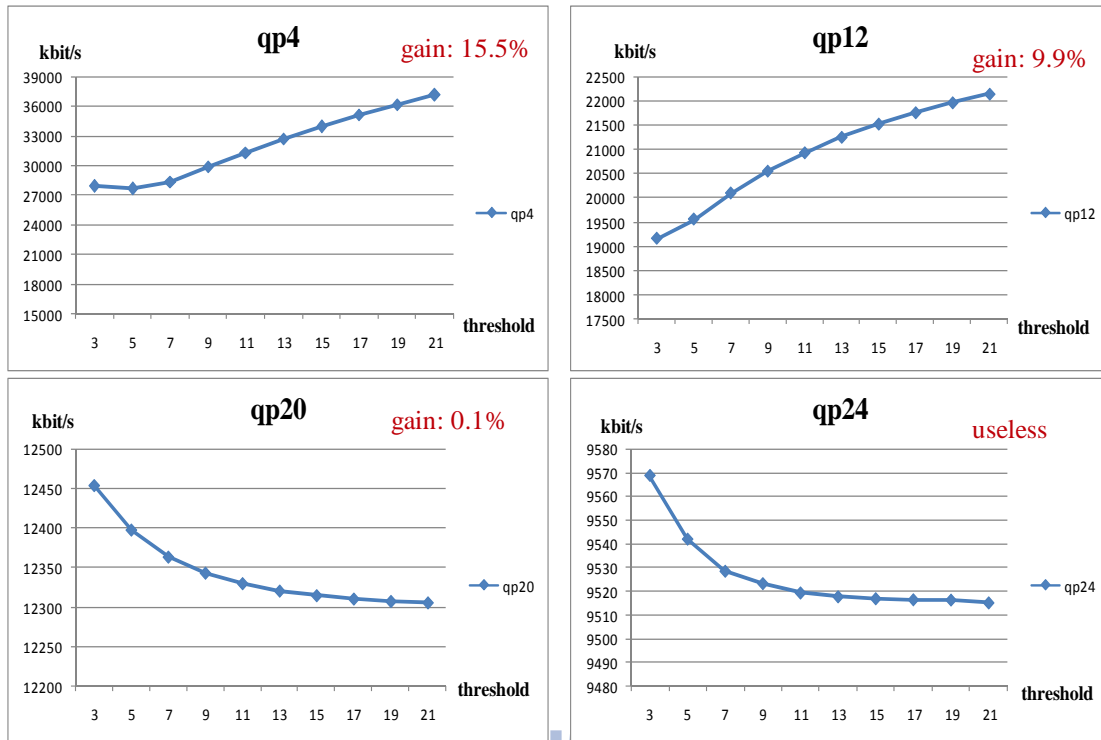 qp4
kbit/s
gain: 15.5%
39000
36000
33000
30000
27000
24000
21000
18000
15000
qp4
threshold
3 5 7 9 11 13 15 17 19 21
qp12
kbit/s
gain: 9.9%
22500
22000
21500
21000
20500
20000
19500
19000
18500
18000
17500
qp12
threshold
3 5 7 9 11 13 15 17 19 21
qp20
kbit/s
gain: 0.1%
12500
12450
12400
12350
12300
12250
12200
qp20
threshold
3 5 7 9 11 13 15 17 19 21
qp24
kbit/s
useless
9580
9570
9560
9550
9540
9530
9520
9510
9500
9490
9480
qp24
threshold
3 5 7 9 11 13 15 17 19 21